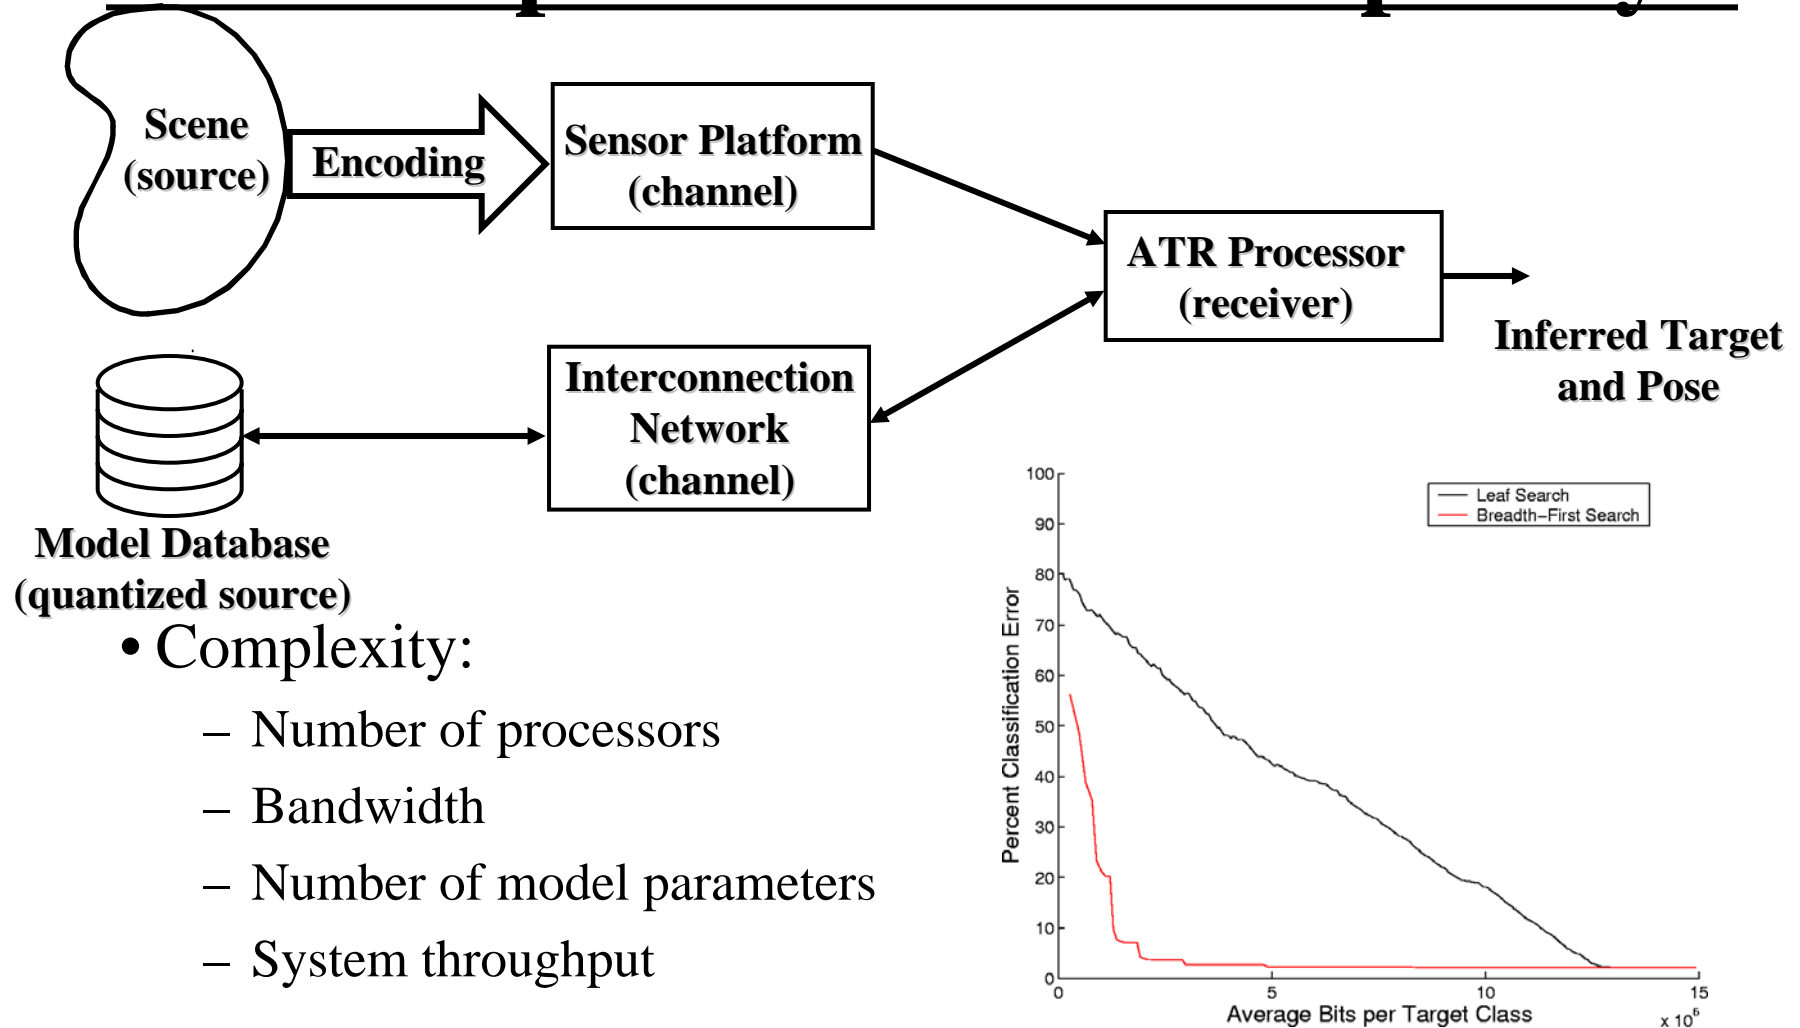 Scene
(source)
Encoding
Sensor Platform
(channel)
ATR Processor
(receiver)
Inferred Target
and Pose
Interconnection
Network
(channel)
Model Database
(quantized source)
• Complexity:
– Number of processors
– Bandwidth
– Number of model parameters
– System throughput
Leaf Search
Breadth–First Search
Percent Classification Error
100
90
80
70
60
50
40
30
20
10
0
0 5 10 15
Average Bits per Target Class
x 10⁶